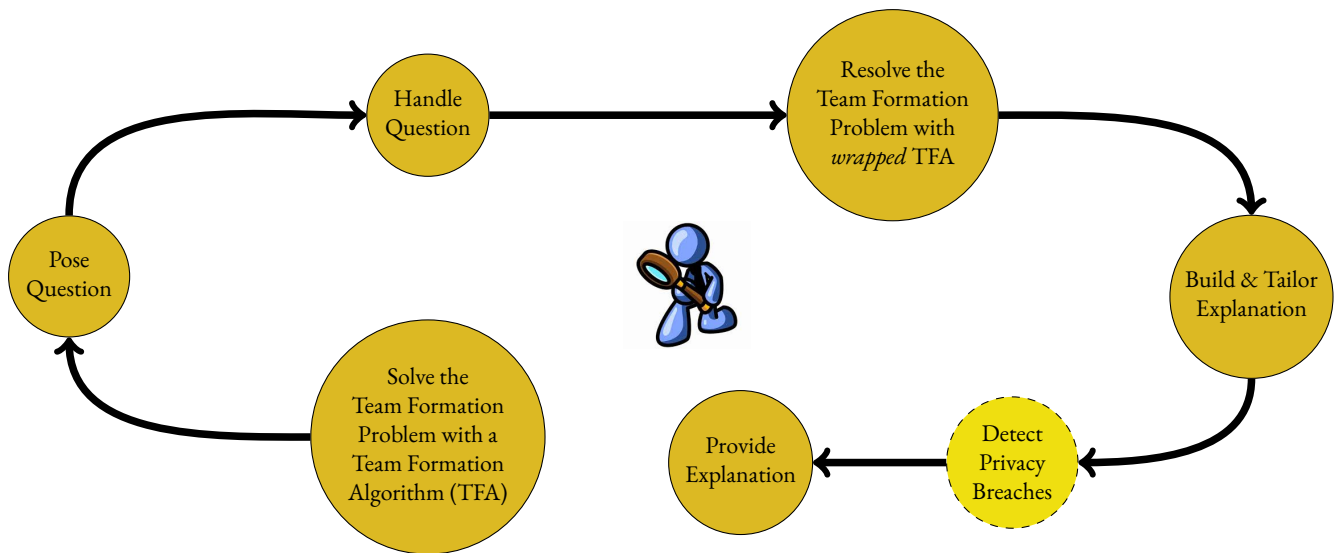 Solve the
Team Formation
Problem with a
Team Formation
Algorithm (TFA)
Pose
Question
Handle
Question
Resolve the
Team Formation
Problem with
wrapped TFA
Build & Tailor
Explanation
Detect
Privacy
Breaches
Provide
Explanation